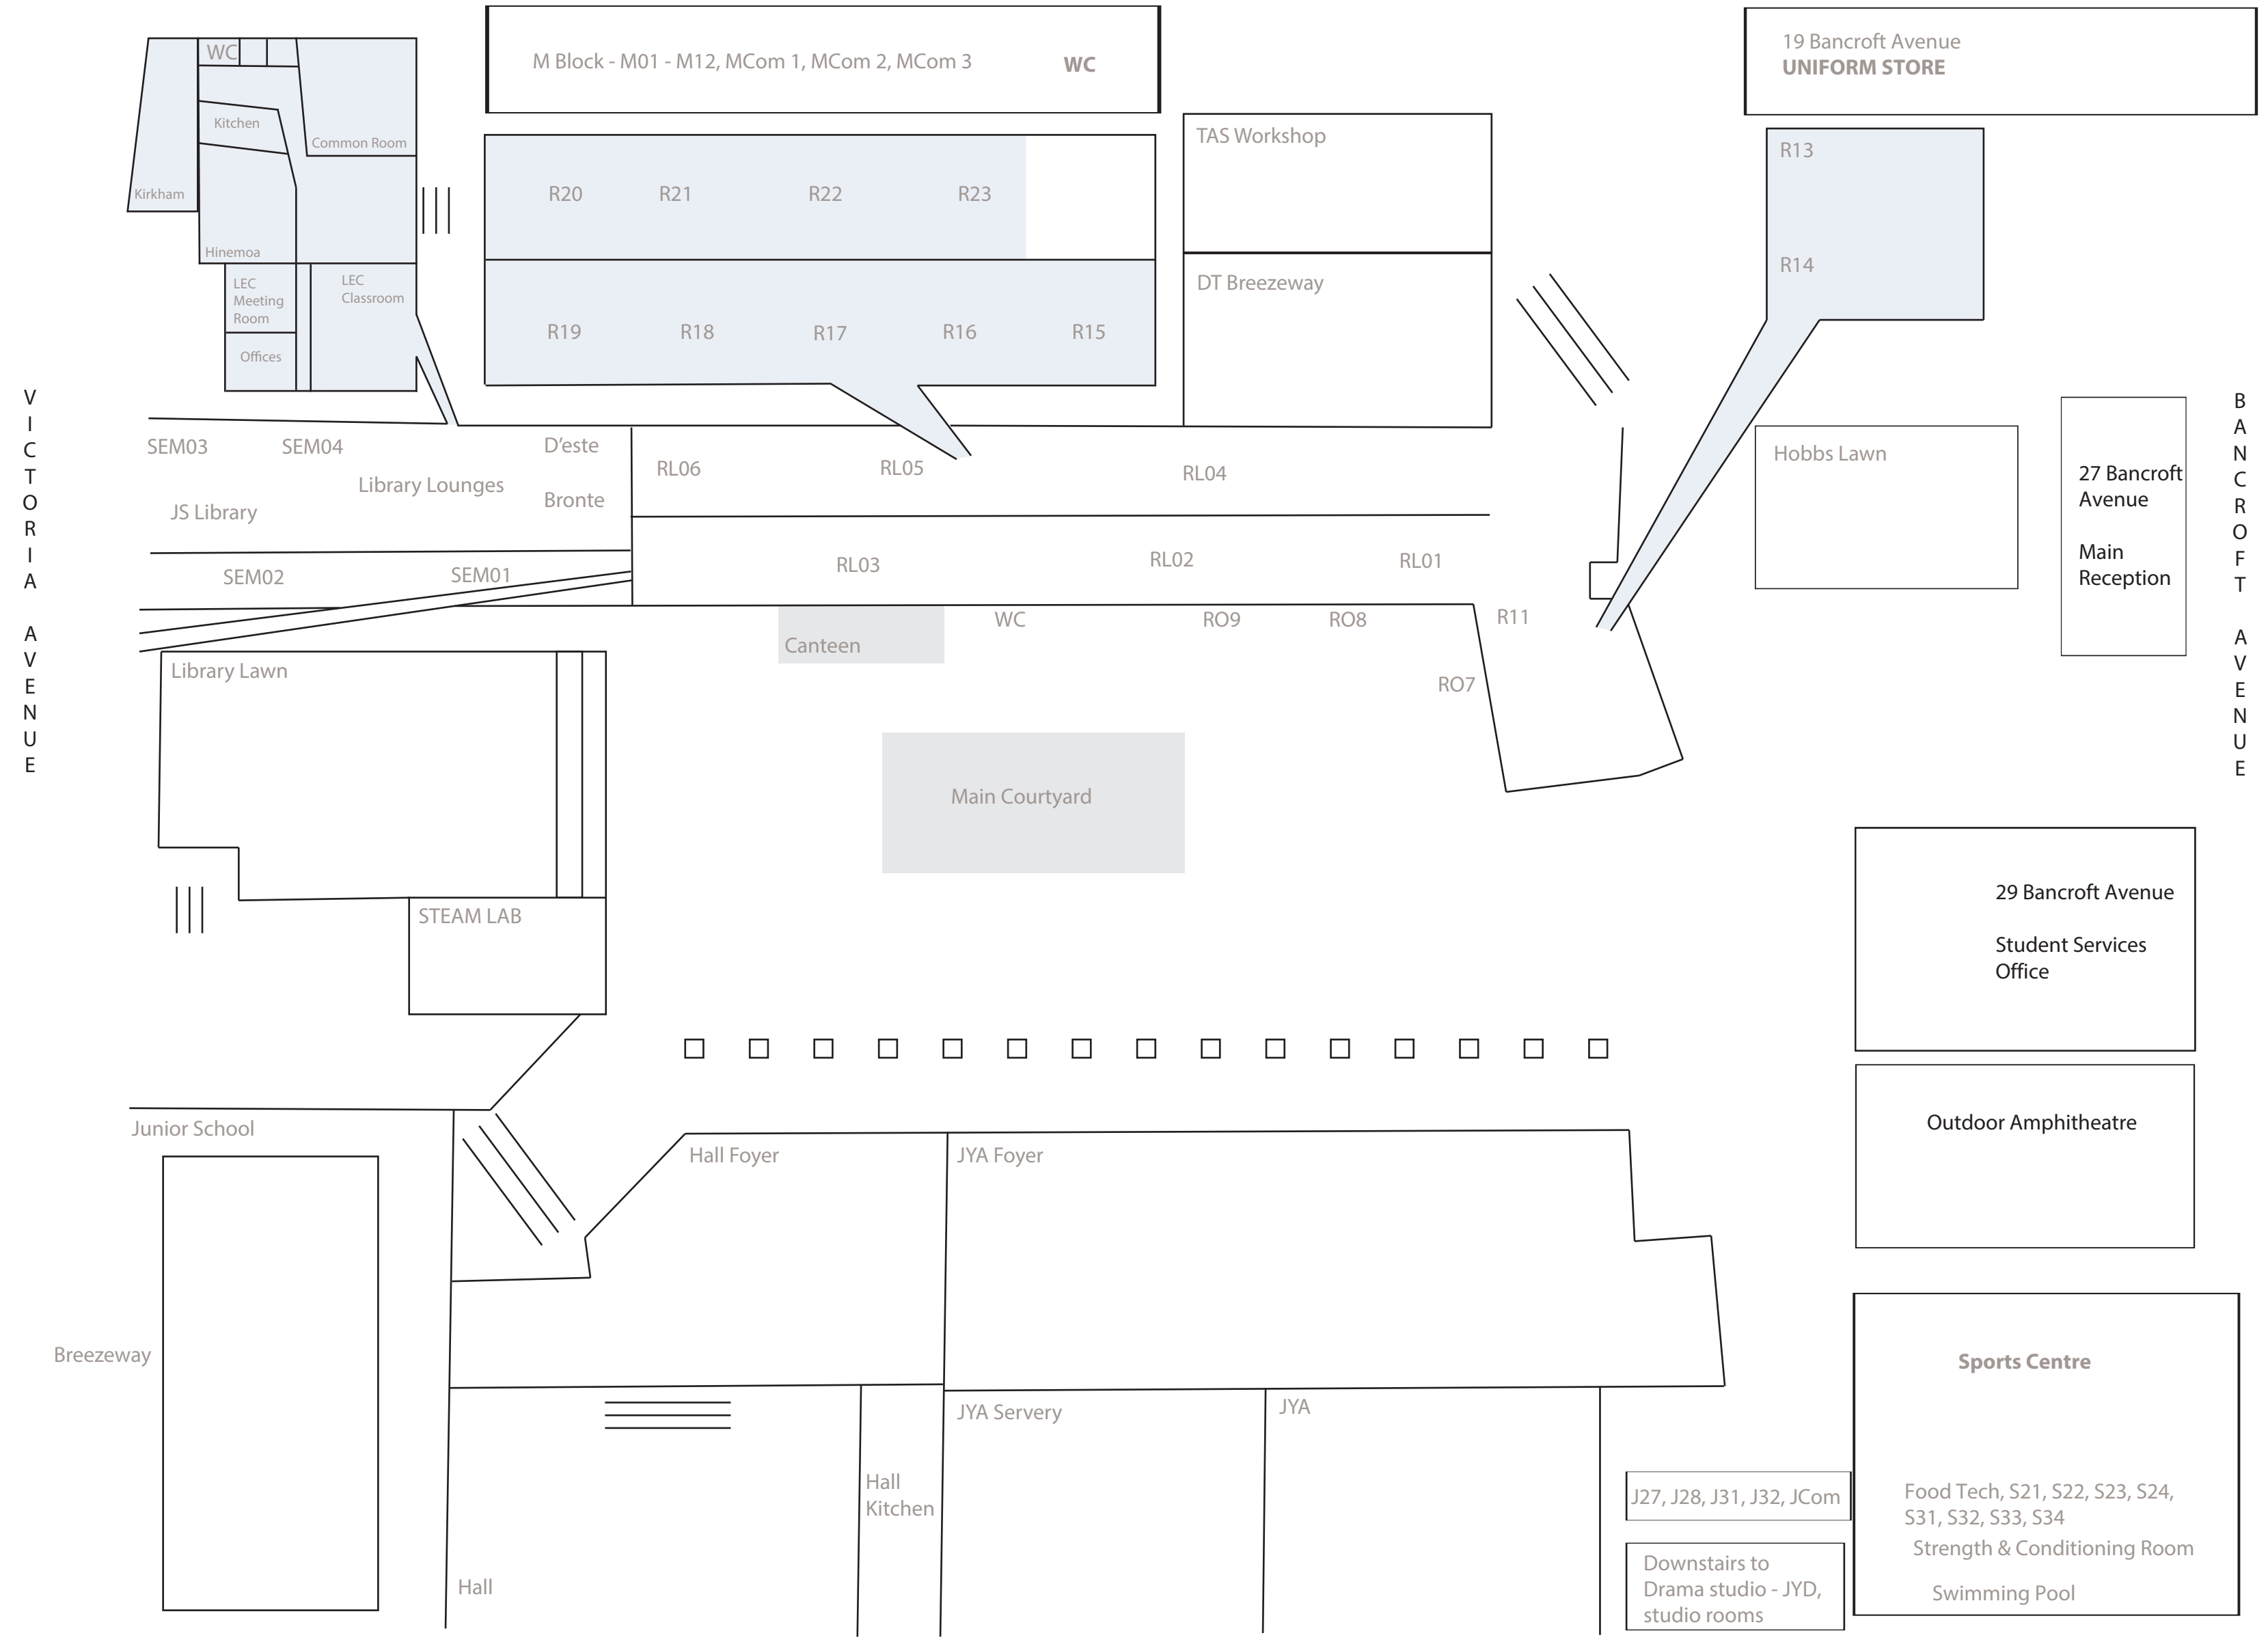 WC
M Block - M01 - M12, MCom 1, MCom 2, MCom 3
WC
19 Bancroft Avenue
UNIFORM STORE
Kitchen
Common Room
Kirkham
Hinemoa
LEC
Meeting
Room
LEC
Classroom
Offices
R20
R21
R22
R23
R19
R18
R17
R16
R15
TAS Workshop
DT Breezeway
R13
R14
VICTORIA AVENUE
BANCROFT AVENUE
SEM03
SEM04
D'este
Library Lounges
Bronte
JS Library
SEM02
SEM01
RL06
RL05
RL04
RL03
RL02
RL01
Hobbs Lawn
27 Bancroft
Avenue
Main
Reception
Canteen
WC
RO9
RO8
R11
RO7
Library Lawn
Main Courtyard
STEAM LAB
29 Bancroft Avenue
Student Services
Office
Outdoor Amphitheatre
Junior School
Hall Foyer
JYA Foyer
Breezeway
Sports Centre
JYA Servery
JYA
Hall
Kitchen
Hall
J27, J28, J31, J32, JCom
Downstairs to
Drama studio - JYD,
studio rooms
Food Tech, S21, S22, S23, S24,
S31, S32, S33, S34
Strength & Conditioning Room
Swimming Pool